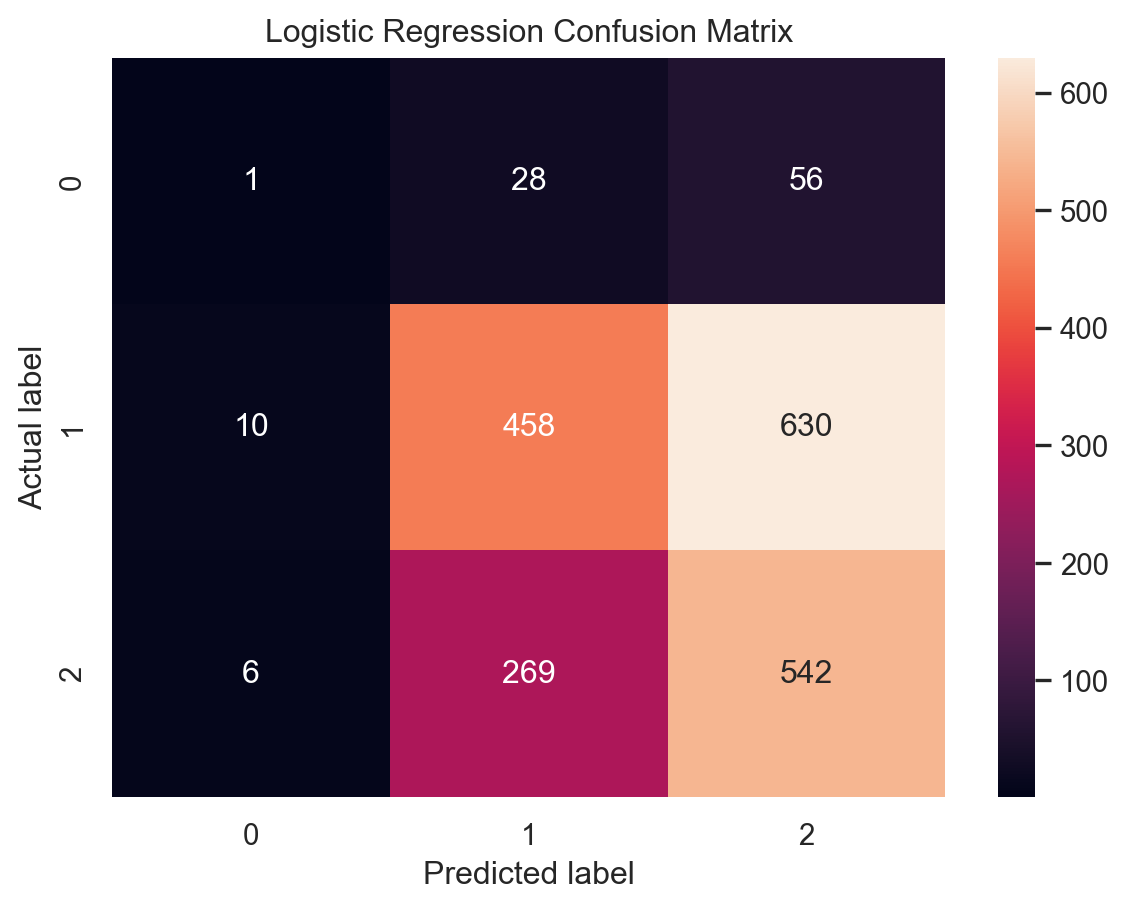 Logistic Regression Confusion Matrix
Actual label
0
1 28 56
1
10 458 630
2
6 269 542
0 1 2
Predicted label
600
500
400
300
200
100